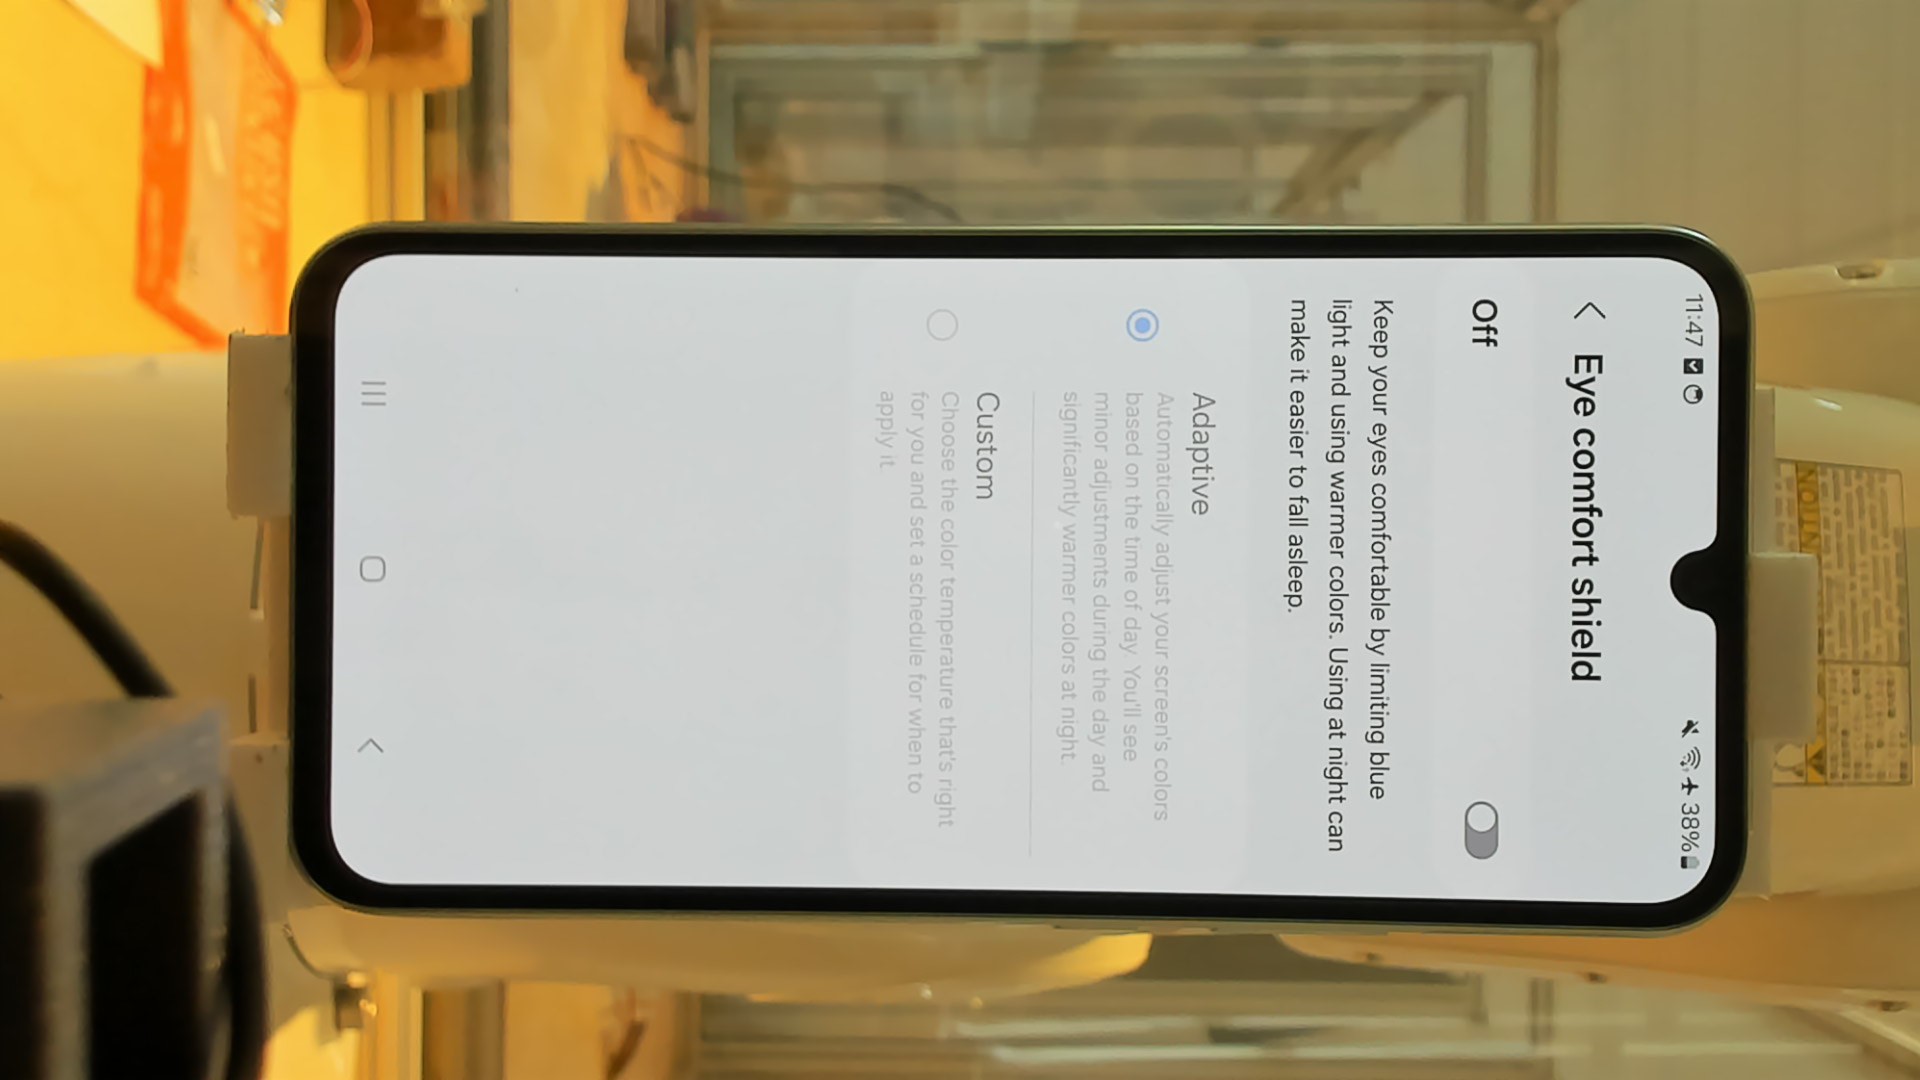 11:47
38%
Eye comfort shield
Off
Keep your eyes comfortable by limiting blue
light and using warmer colors. Using at night can
make it easier to fall asleep.
Adaptive
Automatically adjust your screen's colors
based on the time of day. You'll see
minor adjustments during the day and
significantly warmer colors at night.
Custom
Choose the color temperature that's right
for you and set a schedule for when to
apply it.